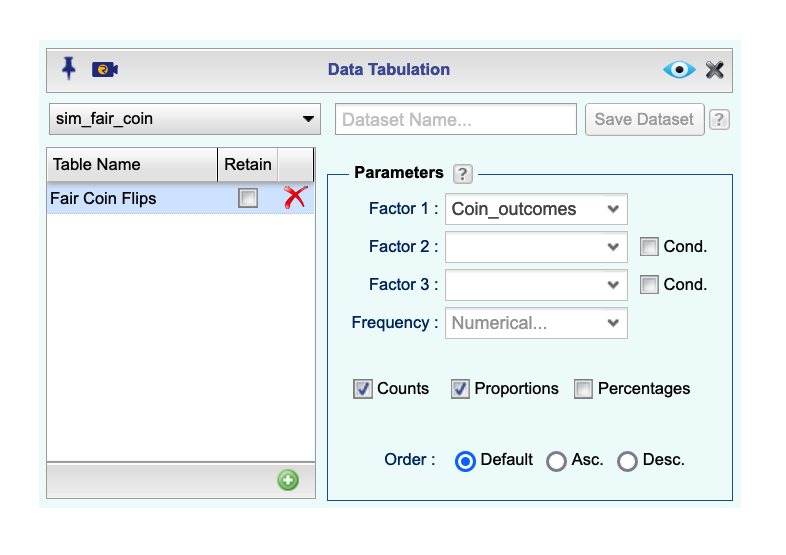 Data Tabulation
sim_fair_coin
Dataset Name...
Save Dataset
?
Table Name
Retain
Fair Coin Flips
Parameters ?
Factor 1 : Coin_outcomes
Factor 2 : Cond.
Factor 3 : Cond.
Frequency : Numerical...
Counts Proportions Percentages
Order : Default Asc. Desc.